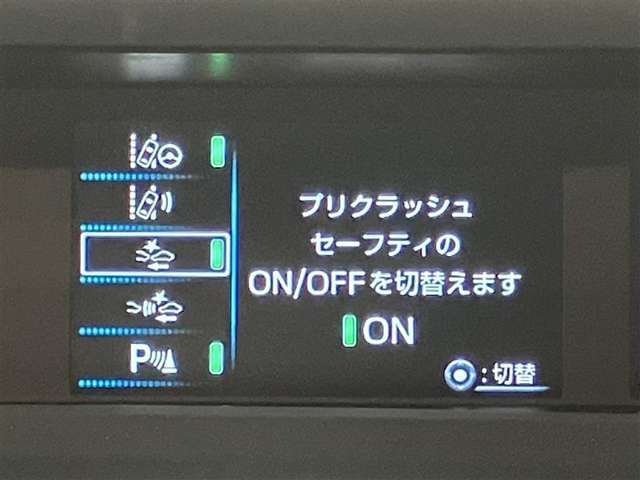 プリクラッシュ
セーフティの
ON/OFFを切替えます
ON
P
:切替